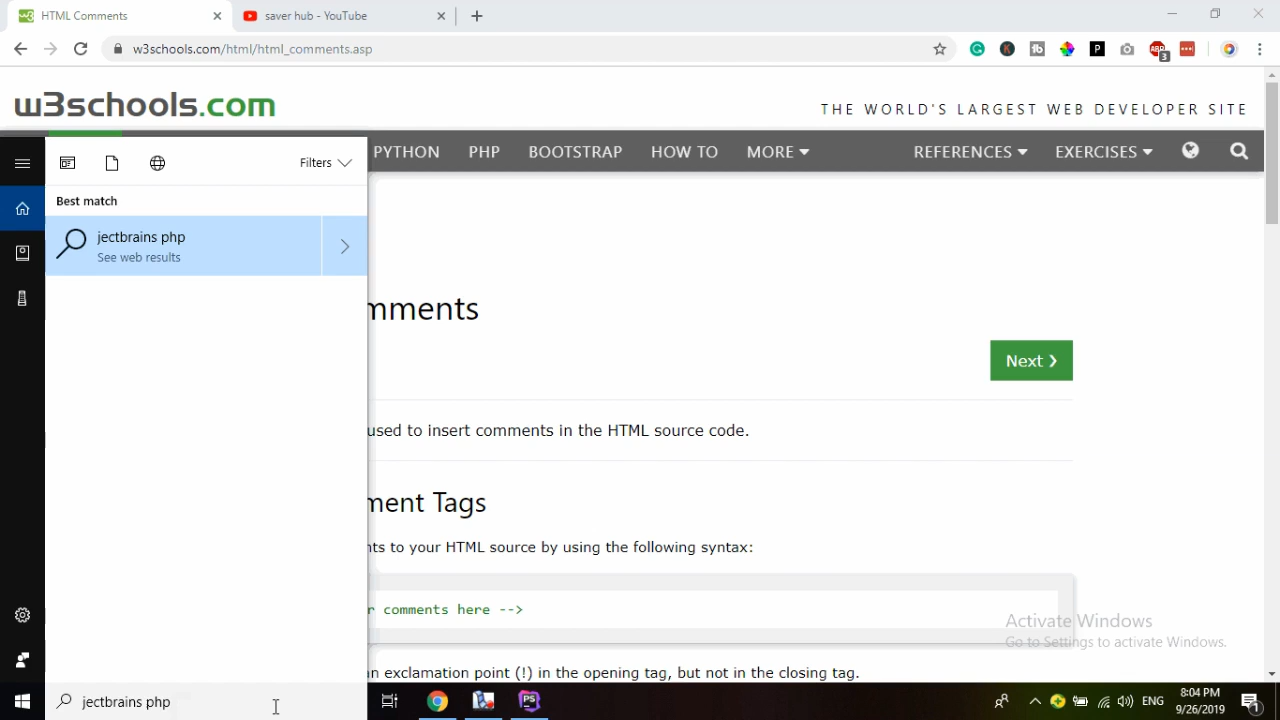 HTML Comments
saver hub - YouTube
w3schools.com/html/html_comments.asp
3
w3schools.com
THE WORLD'S LARGEST WEB DEVELOPER SITE
Filters
PYTHON PHP BOOTSTRAP HOW TO MORE REFERENCES EXERCISES
Best match
jectbrains php
See web results
mments
Next ❯
used to insert comments in the HTML source code.
ment Tags
nts to your HTML source by using the following syntax:
r comments here -->
Activate Windows
Go to Settings to activate Windows.
an exclamation point (!) in the opening tag, but not in the closing tag.
jectbrains php
PS
ENG
8:04 PM
9/26/2019
1